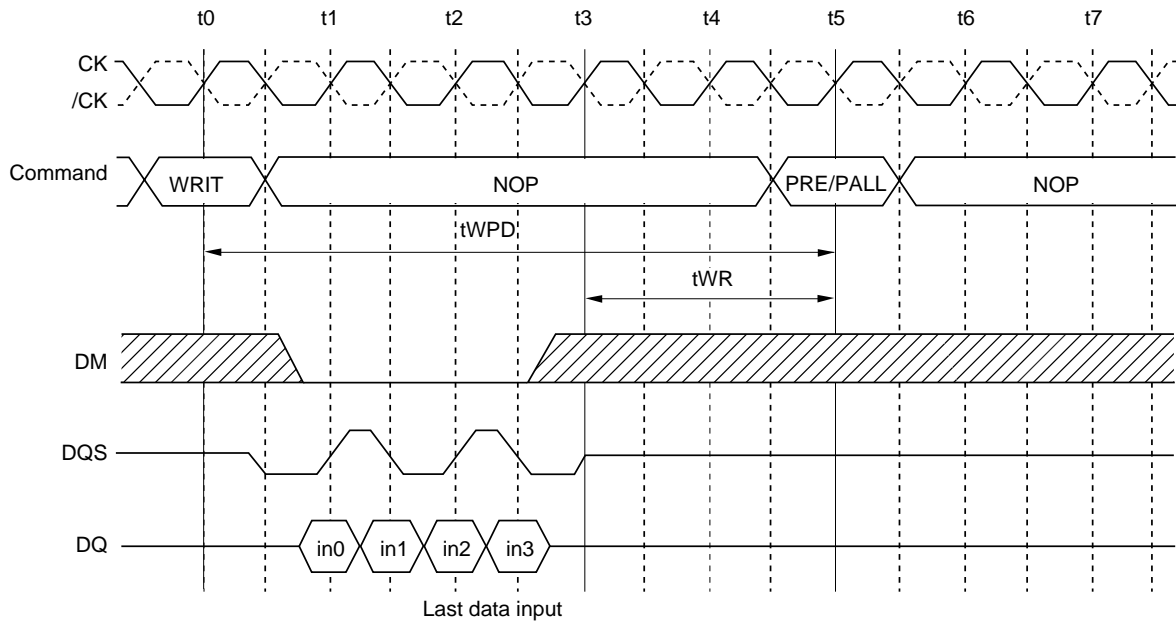 t0 t1 t2 t3 t4 t5 t6 t7
CK
/CK
Command WRIT NOP PRE/PALL NOP
tWPD
tWR
DM
DQS
DQ in0 in1 in2 in3
Last data input